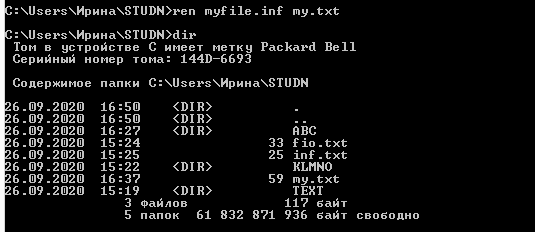 C:\Users\Ирина\STUDN>ren myfile.inf my.txt
C:\Users\Ирина\STUDN>dir
Том в устройстве C имеет метку Packard Bell
Серийный номер тома: 144D-6693
Содержимое папки C:\Users\Ирина\STUDN
26.09.2020  16:50    <DIR>          .
26.09.2020  16:50    <DIR>          ..
26.09.2020  16:27    <DIR>          ABC
26.09.2020  15:24                33 fio.txt
26.09.2020  15:25                25 inf.txt
26.09.2020  15:22    <DIR>          KLMNO
26.09.2020  16:37                59 my.txt
26.09.2020  15:19    <DIR>          TEXT
3 файлов            117 байт
5 папок  61 832 871 936 байт свободно